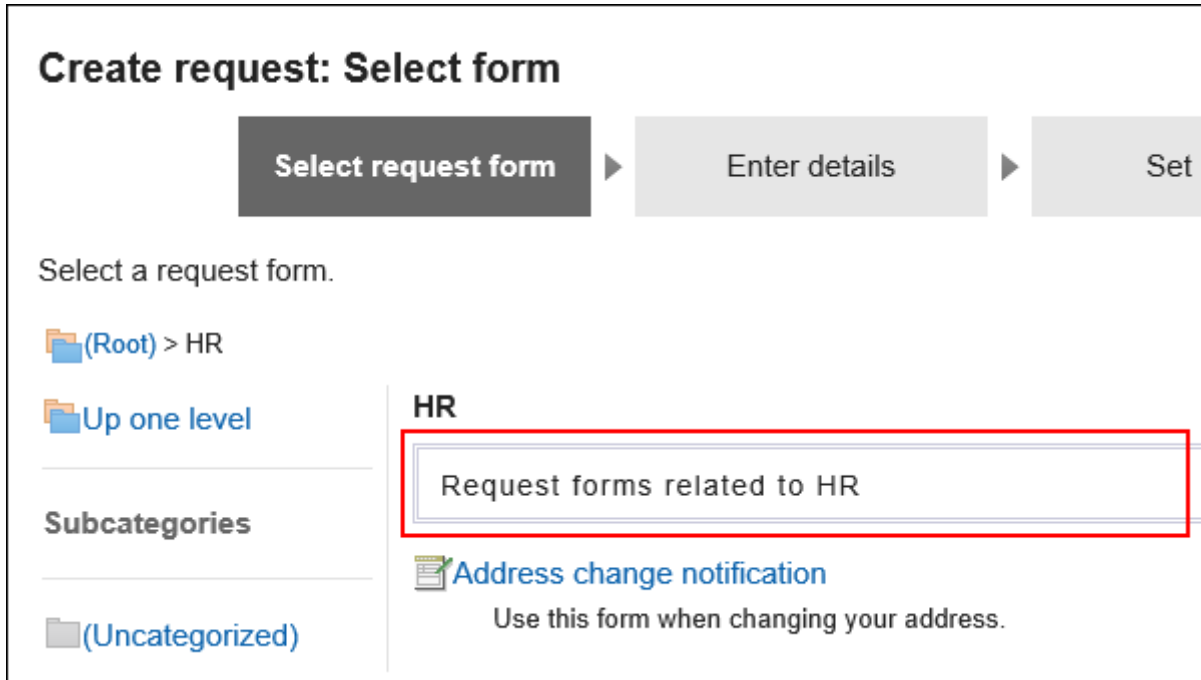 Create request: Select form
Select request form
Enter details
Set
Select a request form.
(Root) > HR
Up one level
Subcategories
(Uncategorized)
HR
Request forms related to HR
Address change notification
Use this form when changing your address.